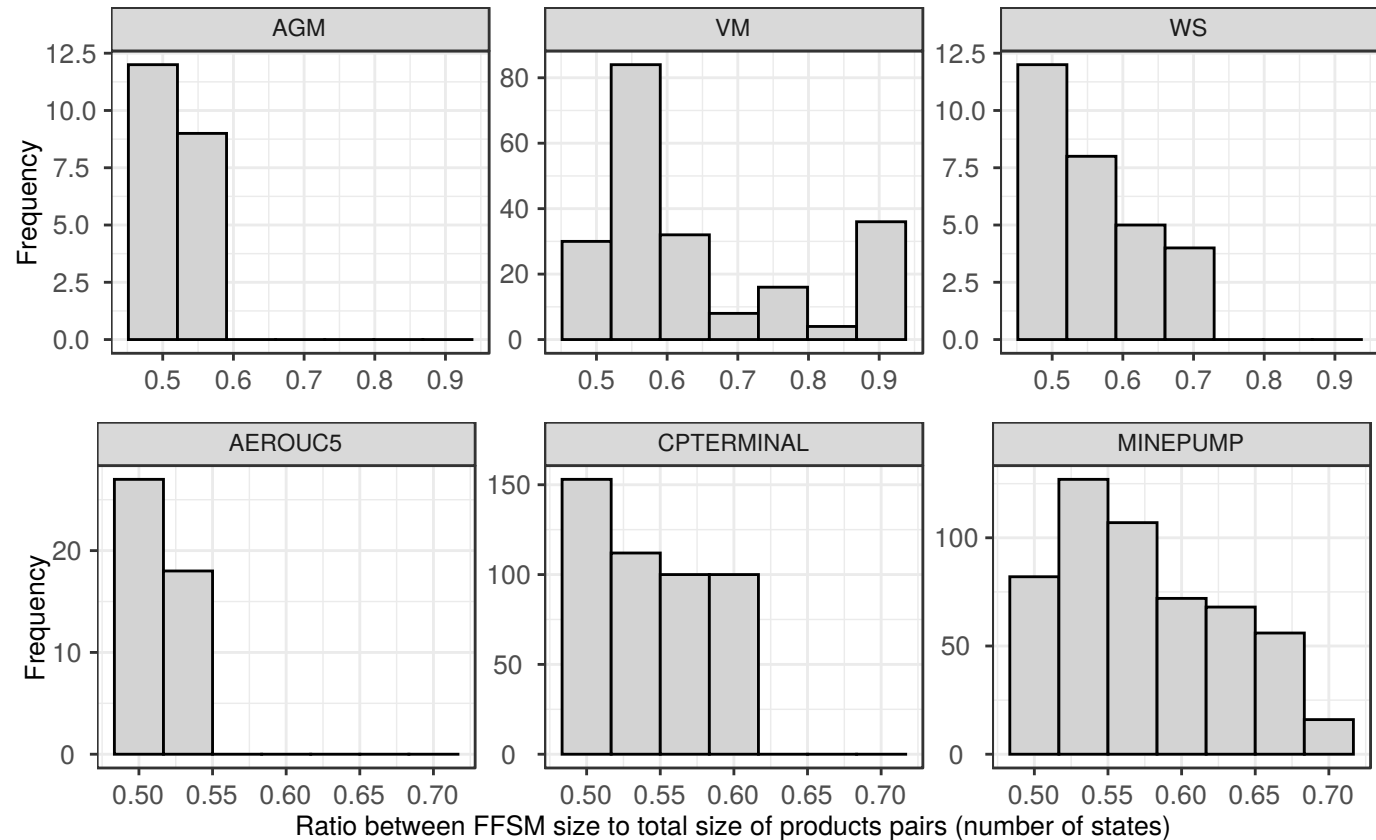 AGM
VM
WS
Frequency
12.5
10.0
7.5
5.0
2.5
0.0
0.5 0.6 0.7 0.8 0.9
80
60
40
20
0
0.5 0.6 0.7 0.8 0.9
12.5
10.0
7.5
5.0
2.5
0.0
0.5 0.6 0.7 0.8 0.9
AEROUC5
CPTERMINAL
MINEPUMP
Frequency
20
10
0
0.50 0.55 0.60 0.65 0.70
150
100
50
0
0.50 0.55 0.60 0.65 0.70
100
50
0
0.50 0.55 0.60 0.65 0.70
Ratio between FFSM size to total size of products pairs (number of states)